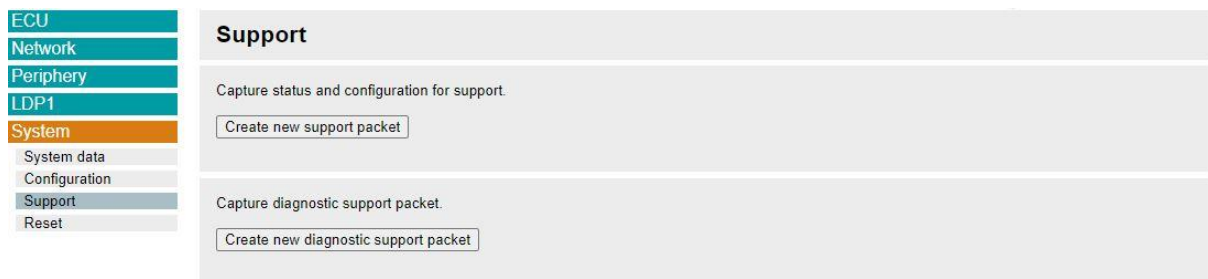 ECU
Network
Periphery
LDP1
System
System data
Configuration
Support
Reset
Support
Capture status and configuration for support.
Create new support packet
Capture diagnostic support packet.
Create new diagnostic support packet